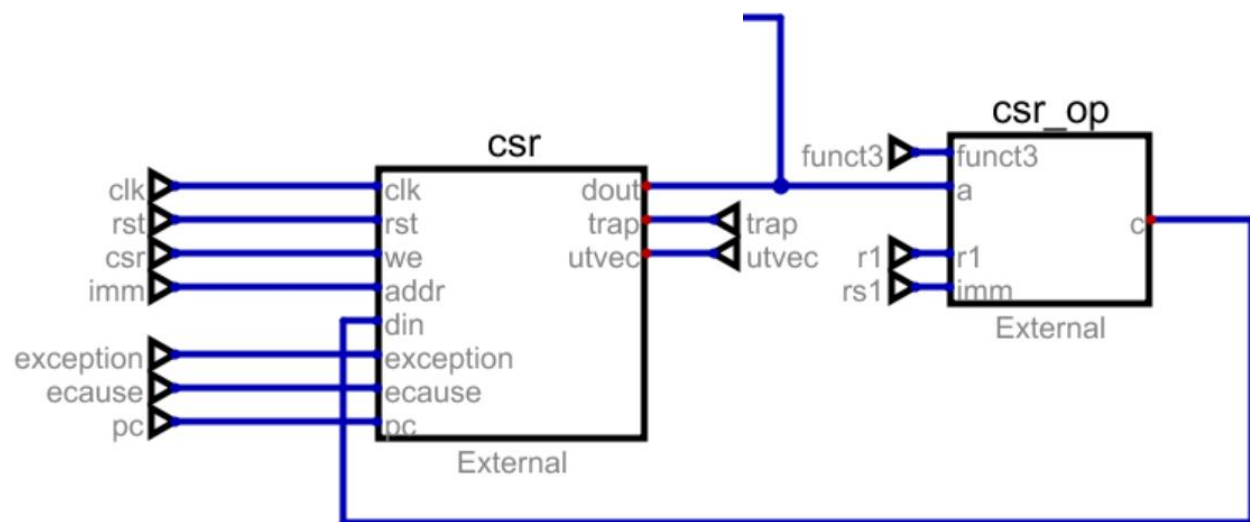 csr
clk
rst
csr
imm
exception
ecause
pc
clk
rst
we
addr
din
exception
ecause
pc
dout
trap
utvec
External
trap
utvec
csr_op
funct3
r1
rs1
funct3
a
r1
imm
c
External